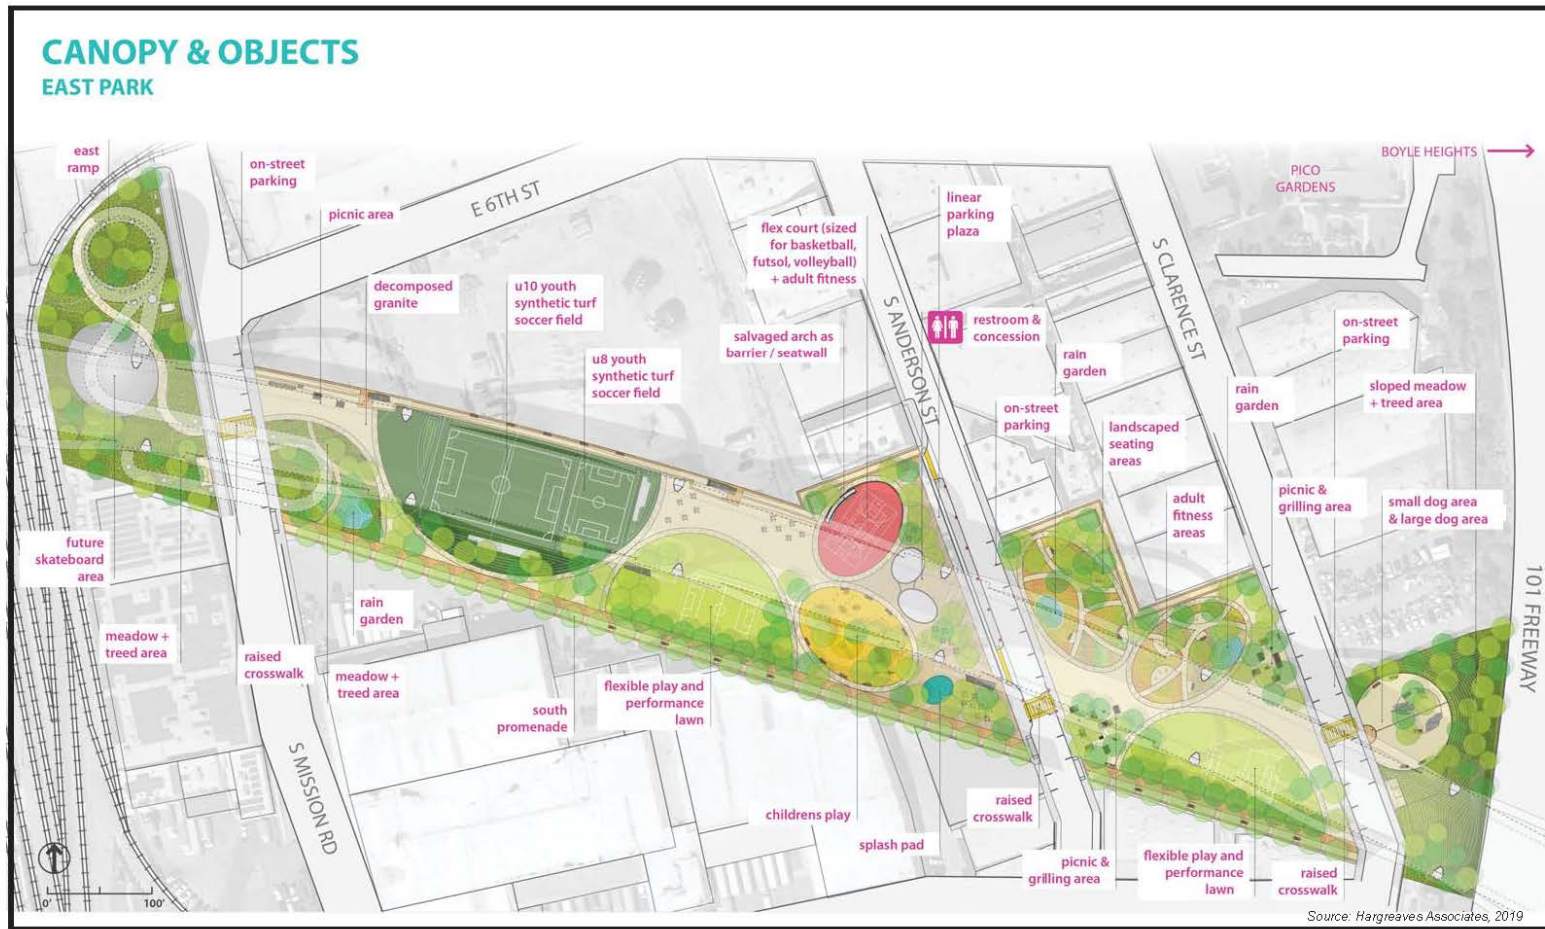 CANOPY & OBJECTS
EAST PARK
east
ramp
on-street
parking
picnic area
E 6TH ST
decomposed
granite
u10 youth
synthetic turf
soccer field
u8 youth
synthetic turf
soccer field
flex court (sized
for basketball,
futsol, volleyball)
+ adult fitness
salvaged arch as
barrier / seatwall
linear
parking
plaza
S ANDERSON ST
restroom &
concession
S CLARENCE ST
PICO
GARDENS
BOYLE HEIGHTS
rain
garden
on-street
parking
landscaped
seating
areas
adult
fitness
areas
rain
garden
on-street
parking
sloped meadow
+ treed area
picnic &
grilling area
small dog area
& large dog area
101 FREEWAY
future
skateboard
area
meadow +
treed area
raised
crosswalk
rain
garden
meadow +
treed area
S MISSION RD
south
promenade
flexible play and
performance
lawn
childrens play
splash pad
raised
crosswalk
picnic &
grilling area
flexible play and
performance
lawn
raised
crosswalk
0'
100'
Source: Hargreaves Associates, 2019